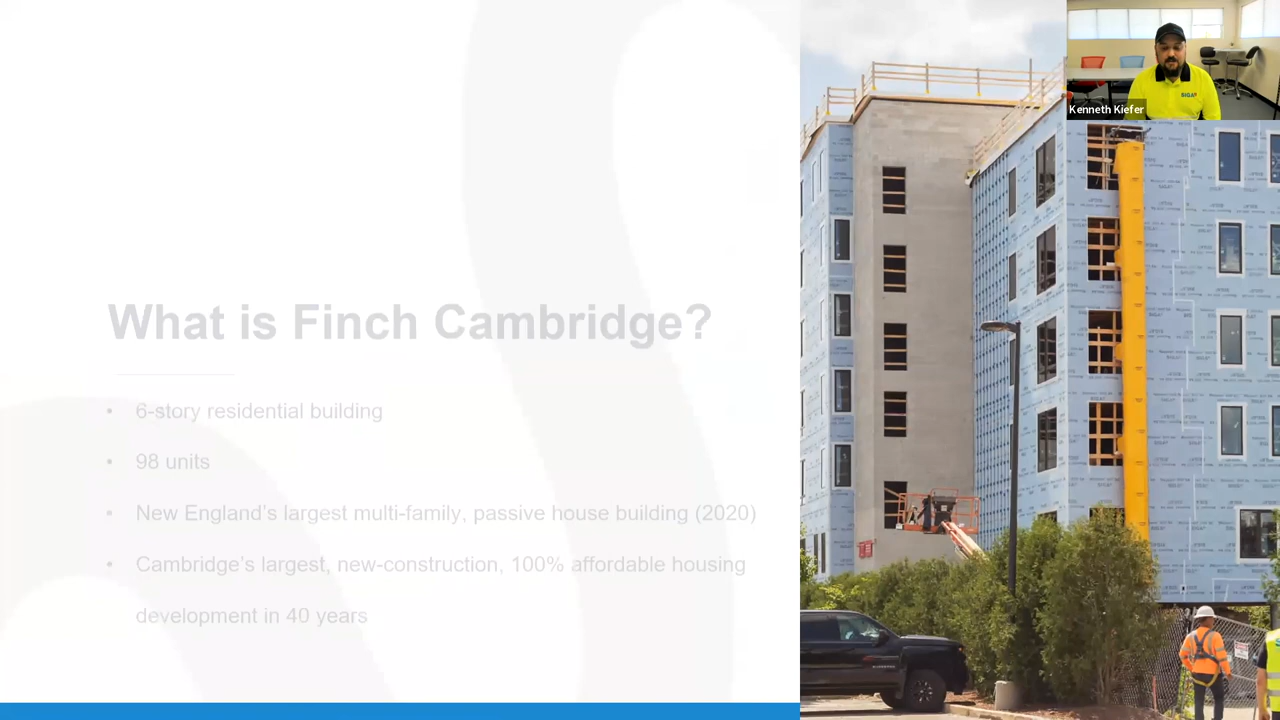 Kenneth Kiefer
SIGA
What is Finch Cambridge?
• 6-story residential building
• 98 units
• New England's largest multi-family, passive house building (2020)
• Cambridge's largest, new-construction, 100% affordable housing
development in 40 years